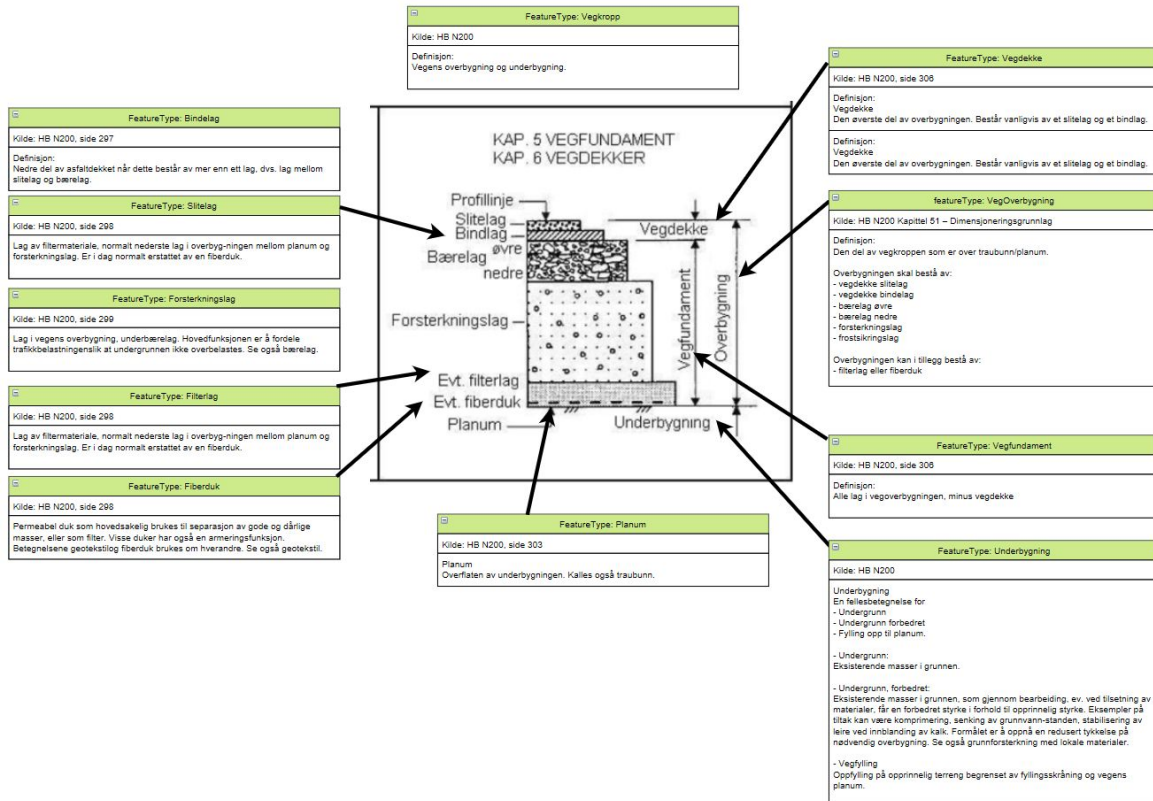 FeatureType: Vegkropp
Kilde: HB N200
Definisjon:
Vegens overbygning og underbygning.
FeatureType: Bindelag
Kilde: HB N200, side 297
Definisjon:
Nedre del av asfaltdekket når dette består av mer enn ett lag, dvs. lag mellom
slitelag og bærelag.
FeatureType: Slitelag
Kilde: HB N200, side 298
Lag av filtermateriale, normalt nederste lag i overbyg-ningen mellom planum og
forsterkningslag. Er i dag normalt erstattet av en fiberduk.
FeatureType: Forsterkningslag
Kilde: HB N200, side 299
Lag i vegens overbygning, underbærelag. Hovedfunksjonen er å fordele
trafikkbelastningenslik at undergrunnen ikke overbelastes. Se også bærelag.
FeatureType: Filterlag
Kilde: HB N200, side 298
Lag av filtermateriale, normalt nederste lag i overbyg-ningen mellom planum og
forsterkningslag. Er i dag normalt erstattet av en fiberduk.
FeatureType: Fiberduk
Kilde: HB N200, side 298
Permeabel duk som hovedsakelig brukes til separasjon av gode og dårlige
masser, eller som filter. Visse duker har også en armeringsfunksjon.
Betegnelsene geotekstilog fiberduk brukes om hverandre. Se også geotekstil.
KAP. 5 VEGFUNDAMENT
KAP. 6 VEGDEKKER
Profillinje
Slitelag
Bindlag
øvre
Bærelag
nedre
Forsterkningslag
Evt. filterlag
Evt. fiberduk
Planum
Underbygning
Vegdekke
Vegfundament
Overbygning
FeatureType: Planum
Kilde: HB N200, side 303
Planum
Overflaten av underbygningen. Kalles også traubunn.
FeatureType: Vegdekke
Kilde: HB N200, side 306
Definisjon:
Vegdekke
Den øverste del av overbygningen. Består vanligvis av et slitelag og et bindlag.
Definisjon:
Vegdekke
Den øverste del av overbygningen. Består vanligvis av et slitelag og et bindlag.
featureType: VegOverbygning
Kilde: HB N200 Kapittel 51 – Dimensjoneringsgrunnlag
Definisjon:
Den del av vegkroppen som er over traubunn/planum.
Overbygningen skal bestå av:
- vegdekke slitelag
- vegdekke bindelag
- bærelag øvre
- bærelag nedre
- forsterkningslag
- frostsikringslag
Overbygningen kan i tillegg bestå av:
- filterlag eller fiberduk
FeatureType: Vegfundament
Kilde: HB N200, side 306
Definisjon:
Alle lag i vegoverbygningen, minus vegdekke
FeatureType: Underbygning
Kilde: HB N200
Underbygning
En fellesbetegnelse for
- Undergrunn
- Undergrunn forbedret
- Fylling opp til planum.
- Undergrunn:
Eksisterende masser i grunnen.
- Undergrunn, forbedret:
Eksisterende masser i grunnen, som gjennom bearbeiding, ev. ved tilsetning av
materialer, får en forbedret styrke i forhold til opprinnelig styrke. Eksempler på
tiltak kan være komprimering, senking av grunnvann-standen, stabilisering av
leire ved innblanding av kalk. Formålet er å oppnå en redusert tykkelse på
nødvendig overbygning. Se også grunnforsterkning med lokale materialer.
- Vegfylling
Oppfylling på opprinnelig terreng begrenset av fyllingsskråning og vegens
planum.